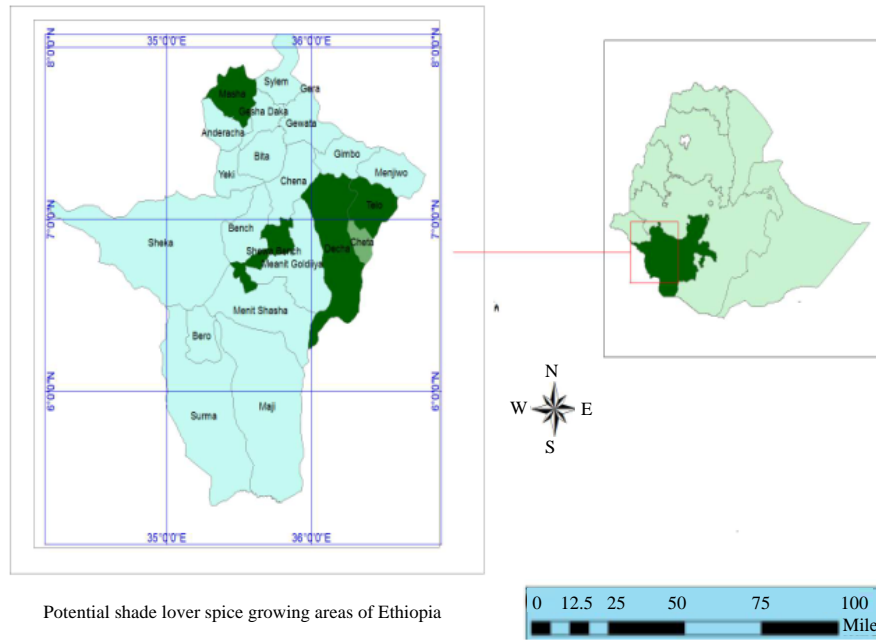 35°0'0"E 36°0'0"E
8°0'0"N 8°0'0"N
Sylem
Masha Gera
Gesha Daka
Gewata
Anderacha
Bita Gimbo
Yeki Menjiwo
Chena
Telo
7°0'0"N 7°0'0"N
Bench
Sheka Cheta
Decha
Meanit Goldiiya
Menit Shasha
Bero
6°0'0"N 6°0'0"N
Surma Maji
35°0'0"E 36°0'0"E
N
W E
S
Potential shade lover spice growing areas of Ethiopia
0 12.5 25 50 75 100
Mile